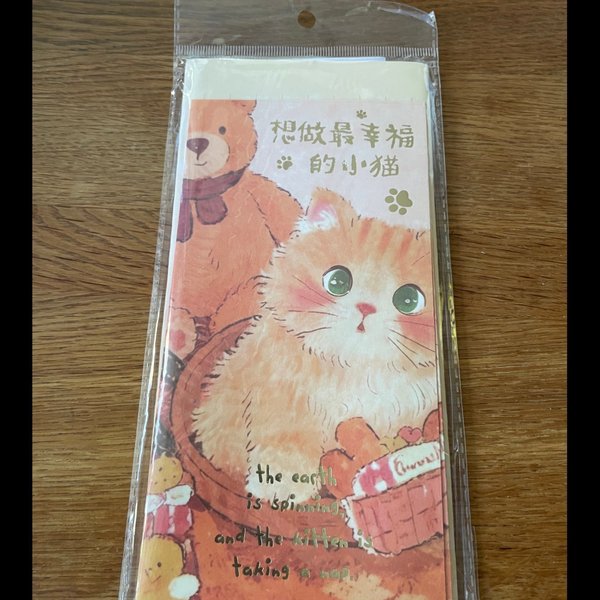 想做最幸福
的小猫
the earth
is spinning,
and the kitten is
taking a nap.